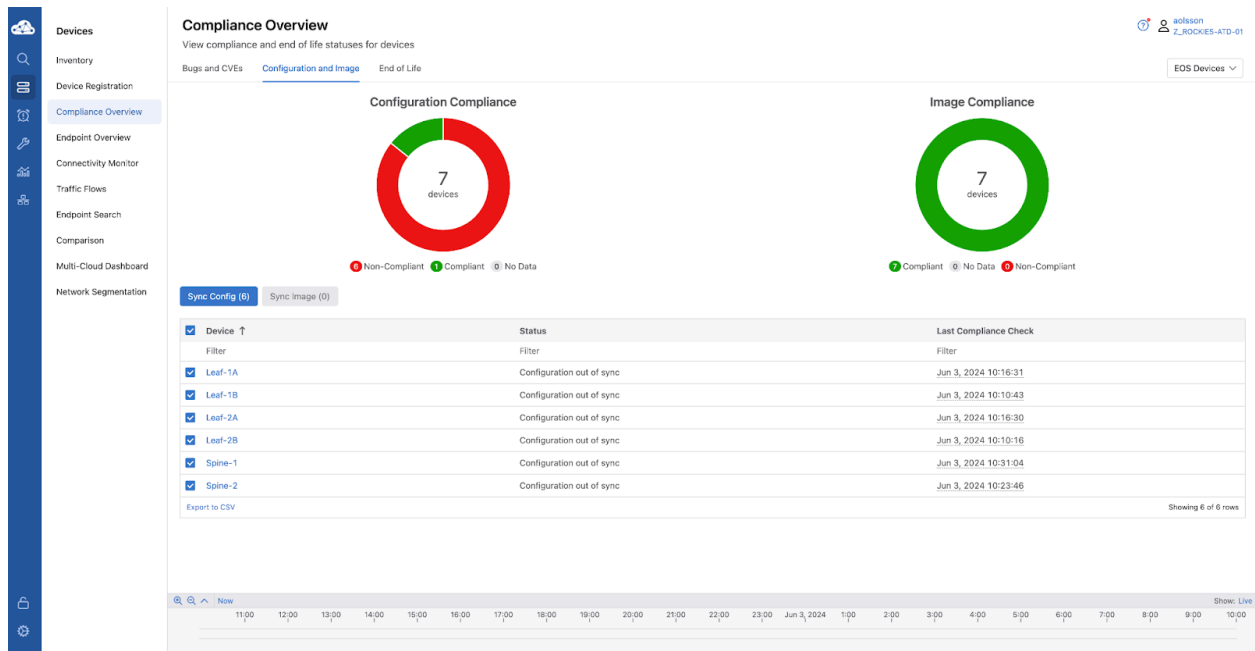 Compliance Overview
View compliance and end of life statuses for devices
aolsson
Z_ROCKIES-ATD-01
Bugs and CVEs Configuration and Image End of Life
EOS Devices
Devices
Inventory
Device Registration
Compliance Overview
Endpoint Overview
Connectivity Monitor
Traffic Flows
Endpoint Search
Comparison
Multi-Cloud Dashboard
Network Segmentation
Configuration Compliance
7
devices
6 Non-Compliant 1 Compliant 0 No Data
Image Compliance
7
devices
7 Compliant 0 No Data 0 Non-Compliant
Sync Config (6) Sync Image (0)
Device ↑ Status Last Compliance Check
Filter Filter Filter
Leaf-1A Configuration out of sync Jun 3, 2024 10:16:31
Leaf-1B Configuration out of sync Jun 3, 2024 10:10:43
Leaf-2A Configuration out of sync Jun 3, 2024 10:16:30
Leaf-2B Configuration out of sync Jun 3, 2024 10:10:16
Spine-1 Configuration out of sync Jun 3, 2024 10:31:04
Spine-2 Configuration out of sync Jun 3, 2024 10:23:46
Export to CSV Showing 6 of 6 rows
Now Show: Live
11:00 12:00 13:00 14:00 15:00 16:00 17:00 18:00 19:00 20:00 21:00 22:00 23:00 Jun 3, 2024 1:00 2:00 3:00 4:00 5:00 6:00 7:00 8:00 9:00 10:00